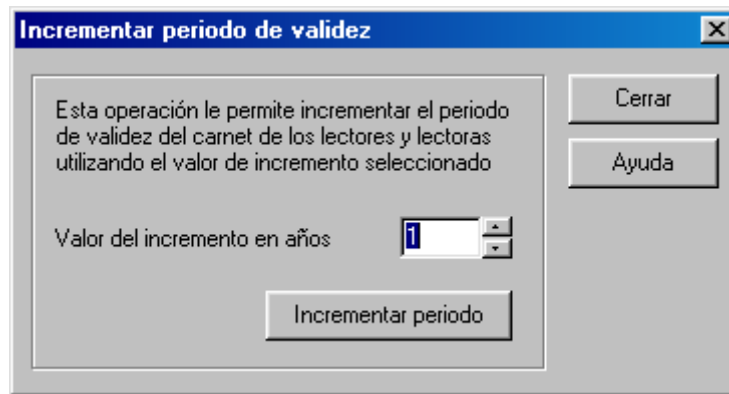 Incrementar periodo de validez
Esta operación le permite incrementar el periodo
de validez del carnet de los lectores y lectoras
utilizando el valor de incremento seleccionado
Valor del incremento en años
1
Incrementar periodo
Cerrar
Ayuda